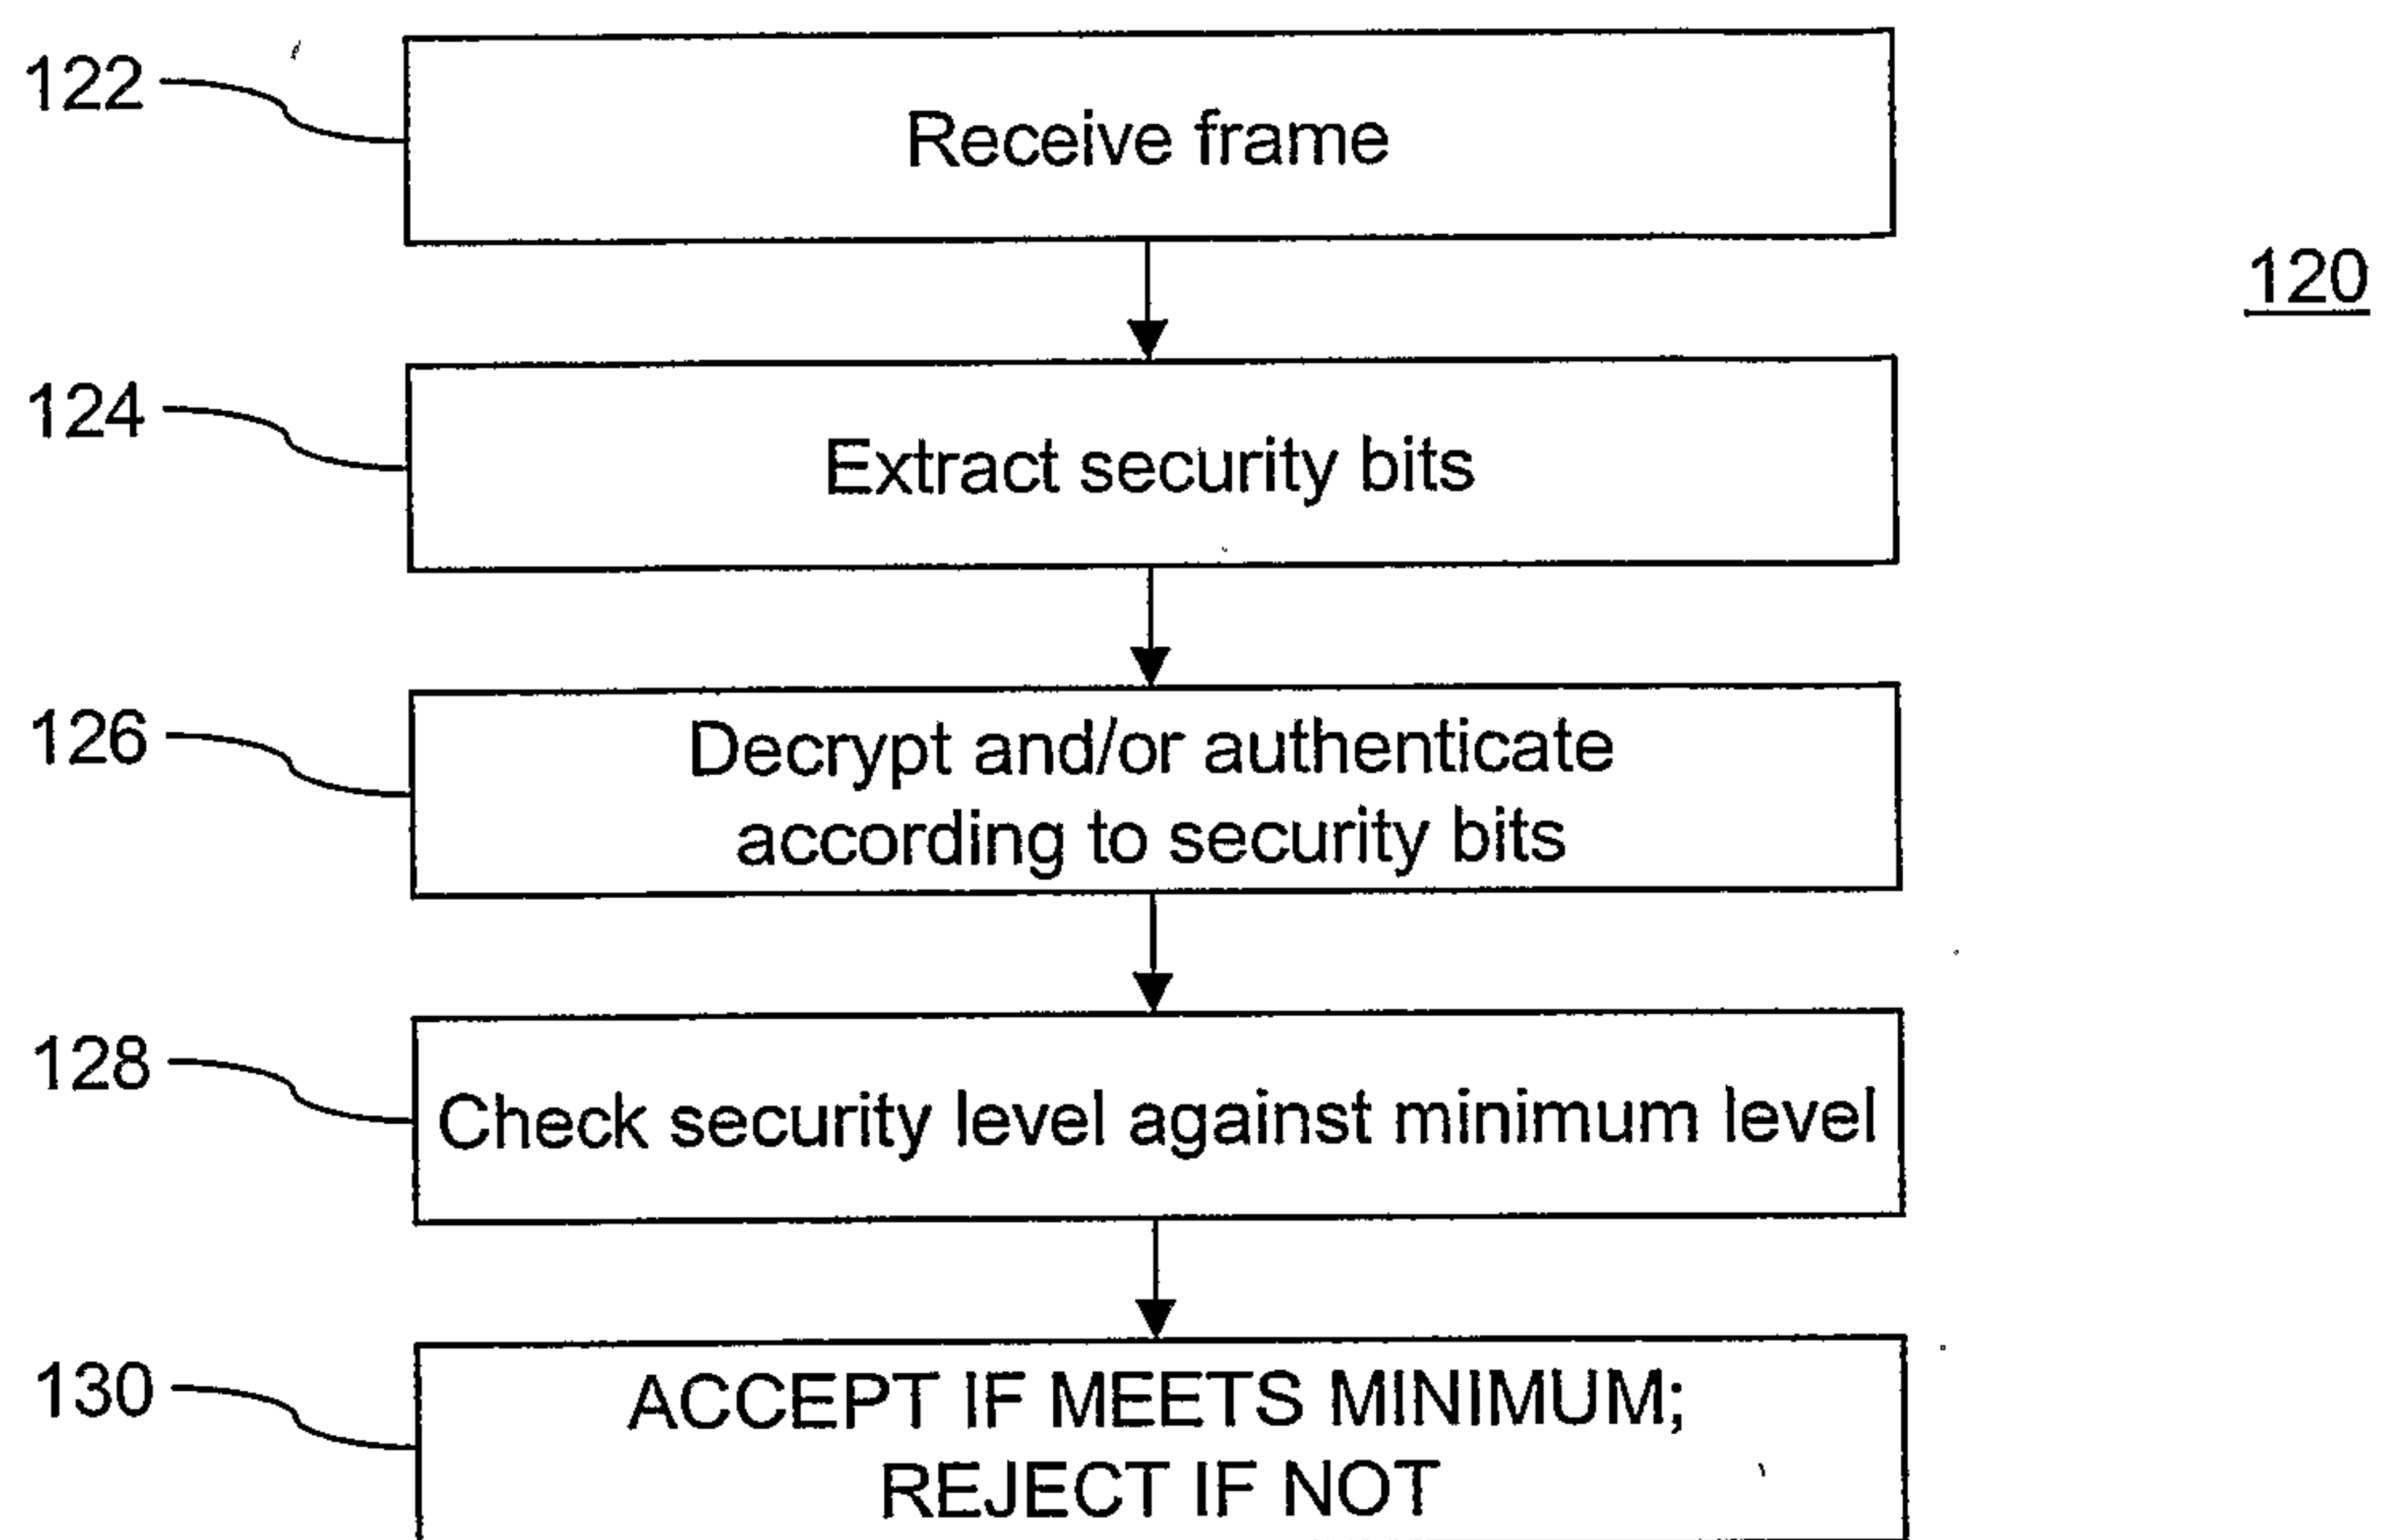 122
Receive frame
120
124
Extract security bits
126
Decrypt and/or authenticate
according to security bits
128
Check security level against minimum level
130
ACCEPT IF MEETS MINIMUM;
REJECT IF NOT